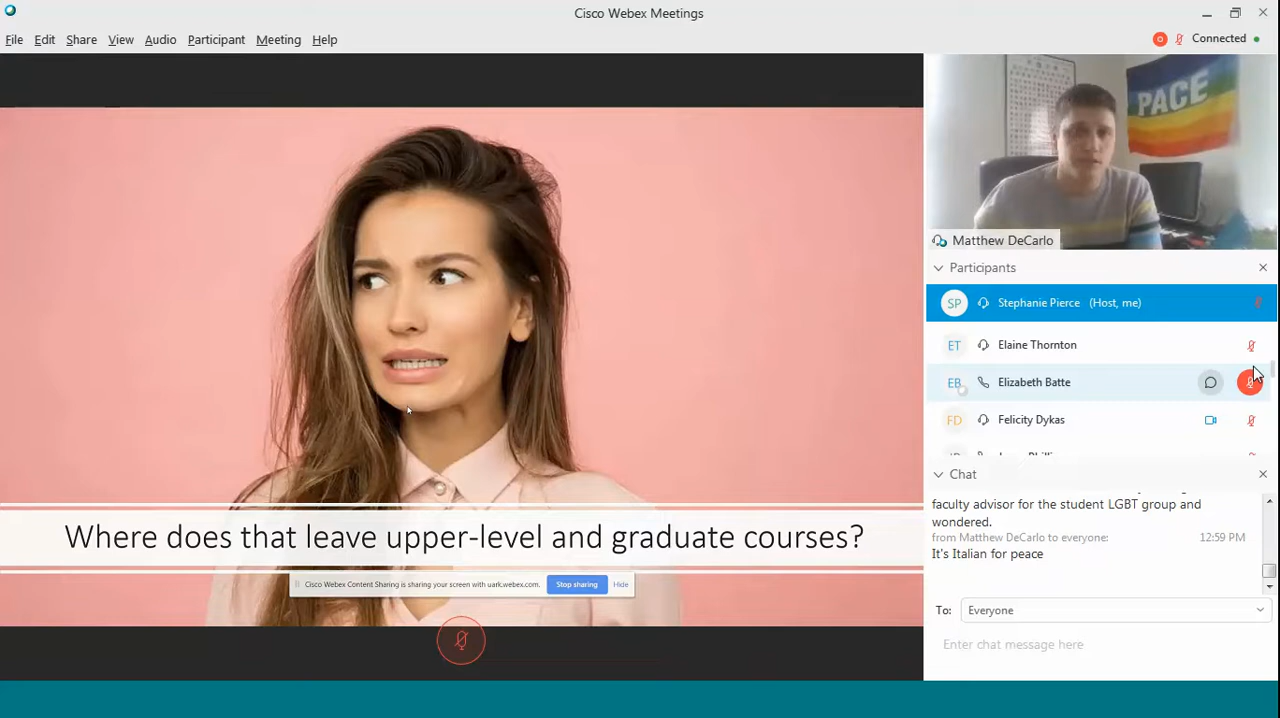 Cisco Webex Meetings
File Edit Share View Audio Participant Meeting Help
Connected
PACE
Matthew DeCarlo
Participants
SP Stephanie Pierce (Host, me)
ET Elaine Thornton
EB Elizabeth Batte
FD Felicity Dykas
Chat
faculty advisor for the student LGBT group and
wondered.
from Matthew DeCarlo to everyone: 12:59 PM
It's Italian for peace
To: Everyone
Enter chat message here
Where does that leave upper-level and graduate courses?
Cisco Webex Content Sharing is sharing your screen with uark.webex.com. Stop sharing Hide